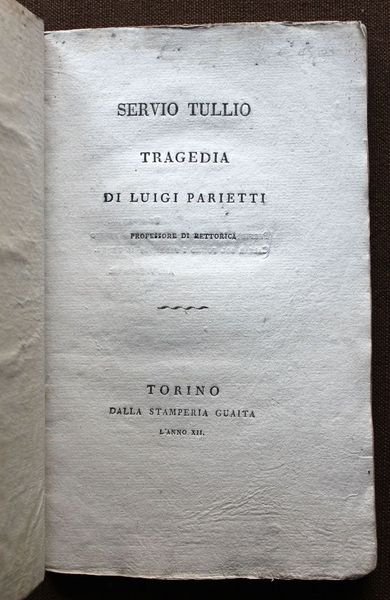 SERVIO TULLIO
TRAGEDIA
DI LUIGI PARIETTI
PROFESSORE DI RETTORICA
TORINO
DALLA STAMPERIA GUAITA
L'ANNO XII.